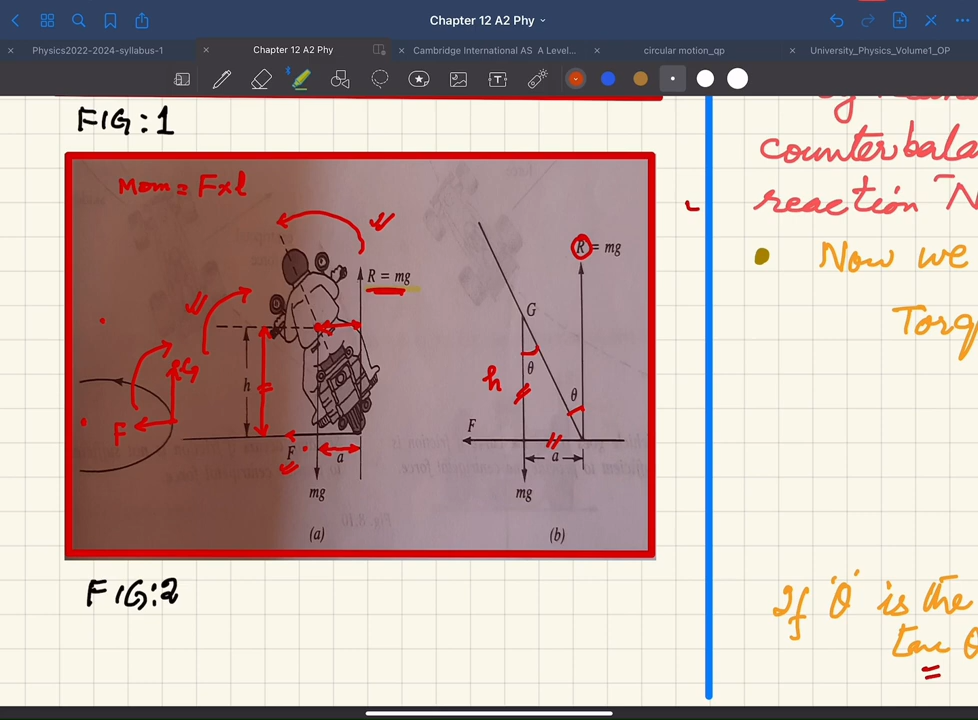 Chapter 12 A2 Phy
Physics2022-2024-syllabus-1
Chapter 12 A2 Phy
Cambridge International AS A Level...
circular motion_qp
University_Physics_Volume1_OP
FIG:1
Mom = F×l
R = mg
h
G
F
F
a
mg
(a)
R = mg
G
θ
h
θ
F
a
mg
(b)
FIG:2
counterbala
reaction N
Now we
Torq
If 'θ' is the
tan θ